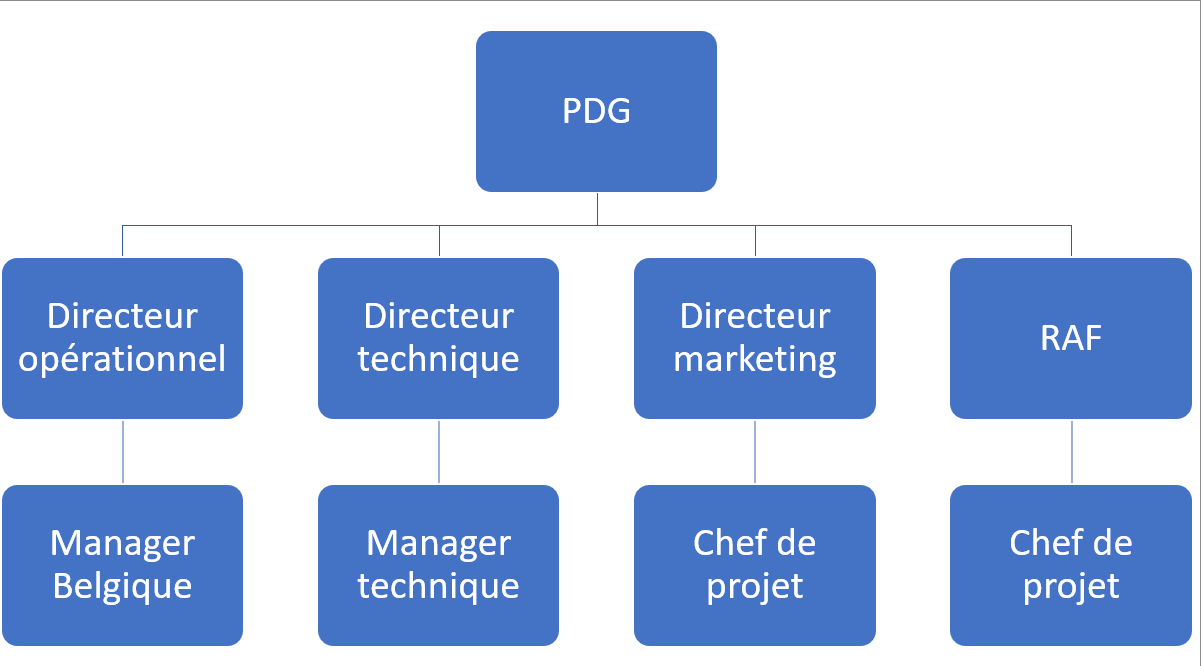 PDG
Directeur
opérationnel
Directeur
technique
Directeur
marketing
RAF
Manager
Belgique
Manager
technique
Chef de
projet
Chef de
projet